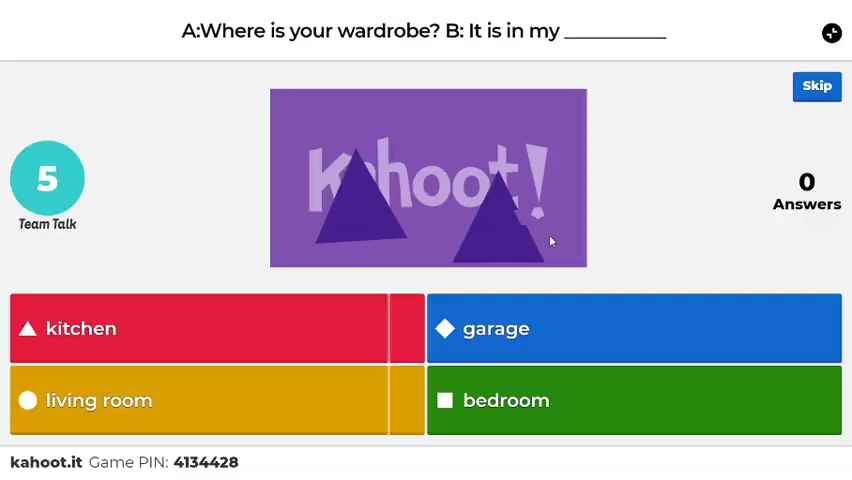 A:Where is your wardrobe? B: It is in my __________
Skip
Kahoot!
5
Team Talk
0
Answers
kitchen
garage
living room
bedroom
kahoot.it Game PIN: 4134428